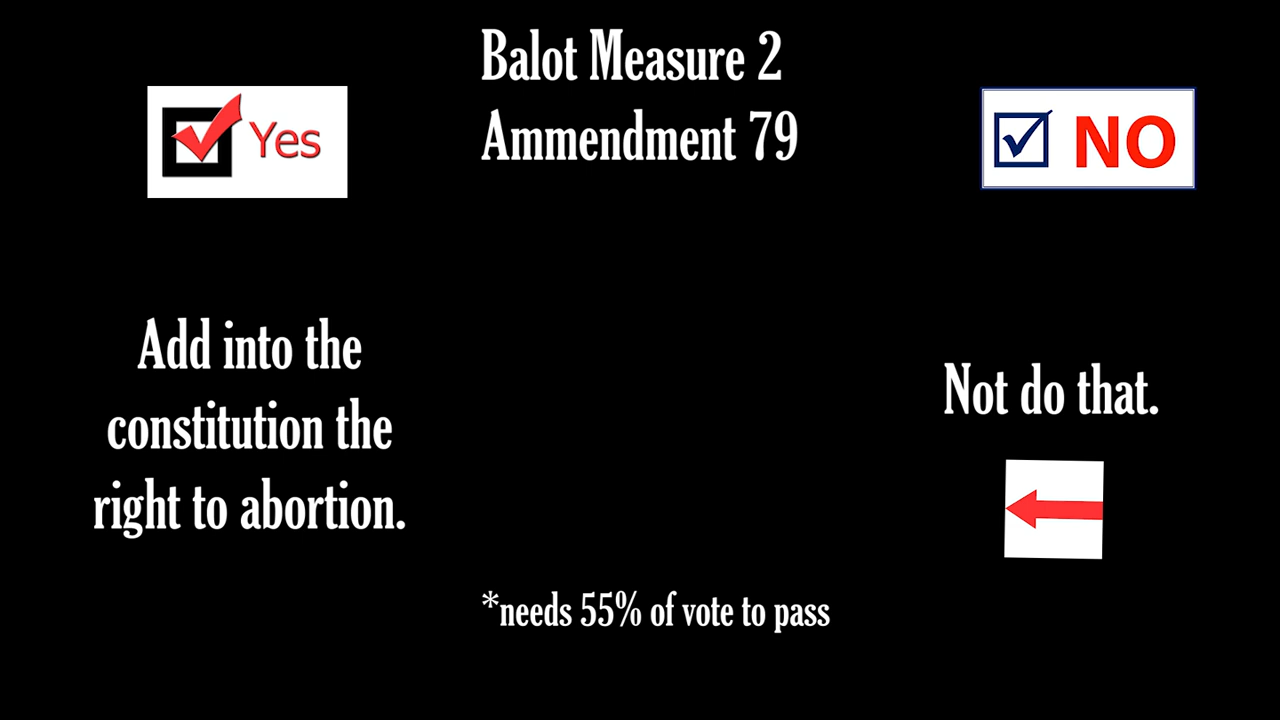 Balot Measure 2
Ammendment 79
Yes
NO
Add into the
constitution the
right to abortion.
Not do that.
*needs 55% of vote to pass